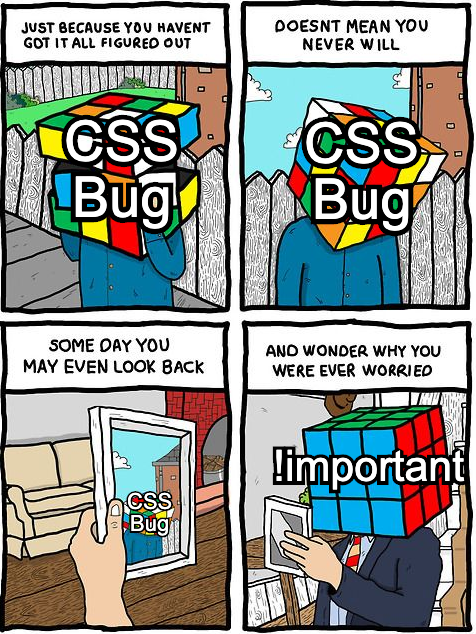 JUST BECAUSE YOU HAVENT
GOT IT ALL FIGURED OUT
CSS
Bug
DOESNT MEAN YOU
NEVER WILL
CSS
Bug
SOME DAY YOU
MAY EVEN LOOK BACK
CSS
Bug
AND WONDER WHY YOU
WERE EVER WORRIED
!important